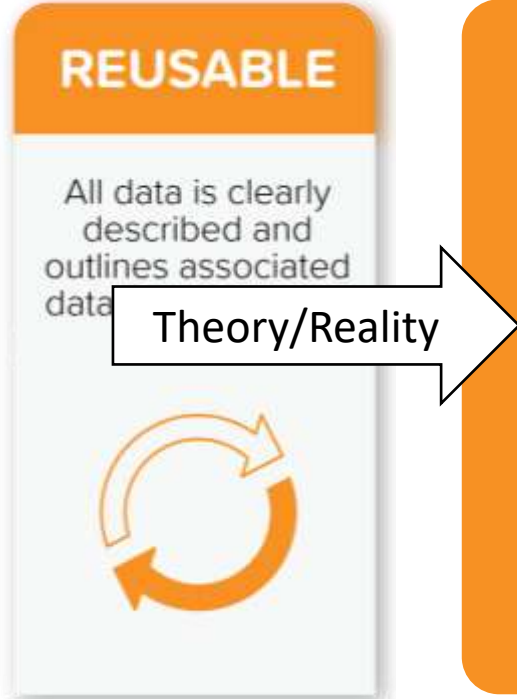 REUSABLE
All data is clearly
described and
outlines associated
data
Theory/Reality